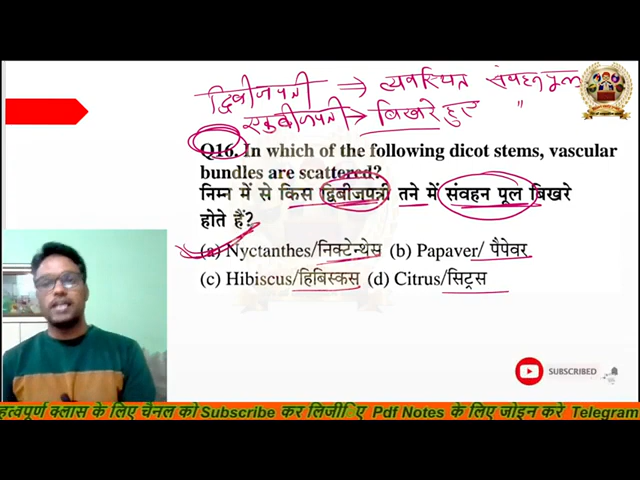 द्विबीजपत्री → व्यवस्थित संवहन पूल
एकबीजपत्री → बिखरे हुए "
Q16. In which of the following dicot stems, vascular
bundles are scattered?
निम्न में से किस द्विबीजपत्री तने में संवहन पूल बिखरे
होते हैं?
(a) Nyctanthes/निक्टेन्थेस (b) Papaver/ पैपेवर
(c) Hibiscus/हिबिस्कस (d) Citrus/सिट्रस
SUBSCRIBED
हत्वपूर्ण क्लास के लिए चैनल को Subscribe कर लिजीिए Pdf Notes के लिए जोइन करे Telegram